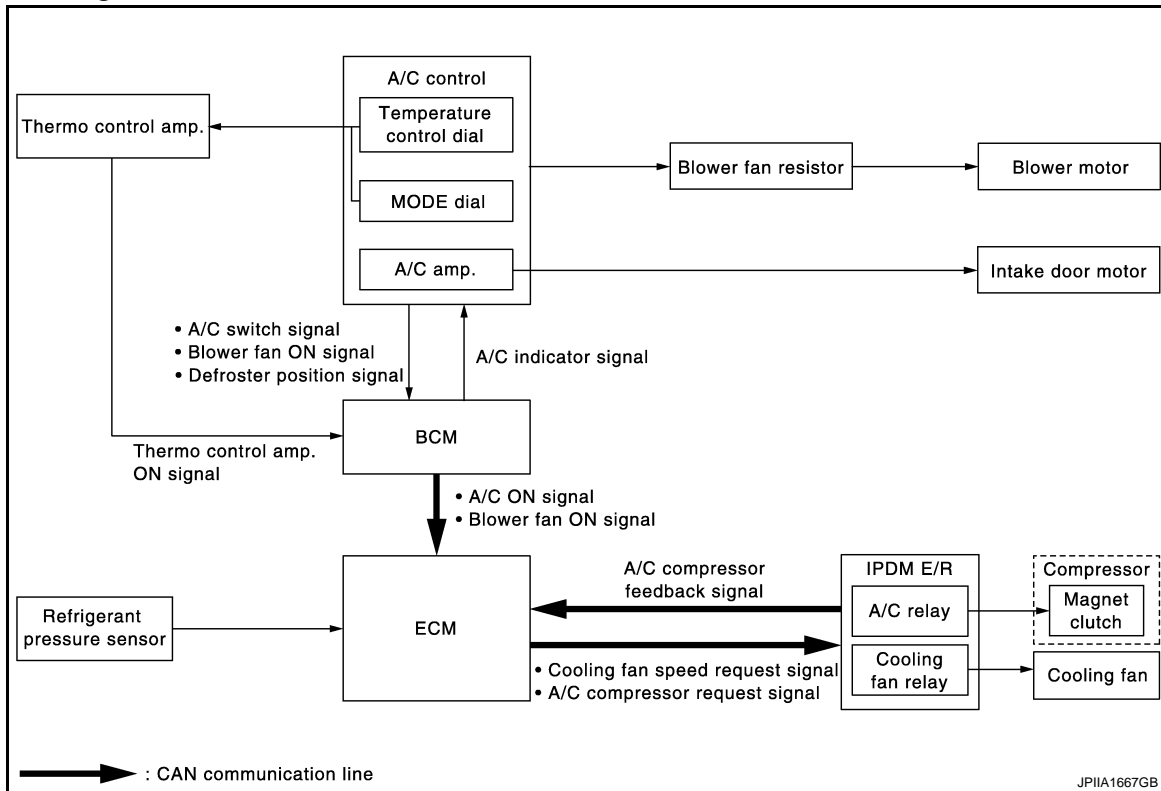 A/C control
Temperature
control dial
MODE dial
A/C amp.
Thermo control amp.
Blower fan resistor
Blower motor
Intake door motor
• A/C switch signal
• Blower fan ON signal
• Defroster position signal
A/C indicator signal
Thermo control amp.
ON signal
BCM
• A/C ON signal
• Blower fan ON signal
Refrigerant
pressure sensor
ECM
A/C compressor
feedback signal
• Cooling fan speed request signal
• A/C compressor request signal
IPDM E/R
A/C relay
Cooling
fan relay
Compressor
Magnet
clutch
Cooling fan
: CAN communication line
JPIIA1667GB